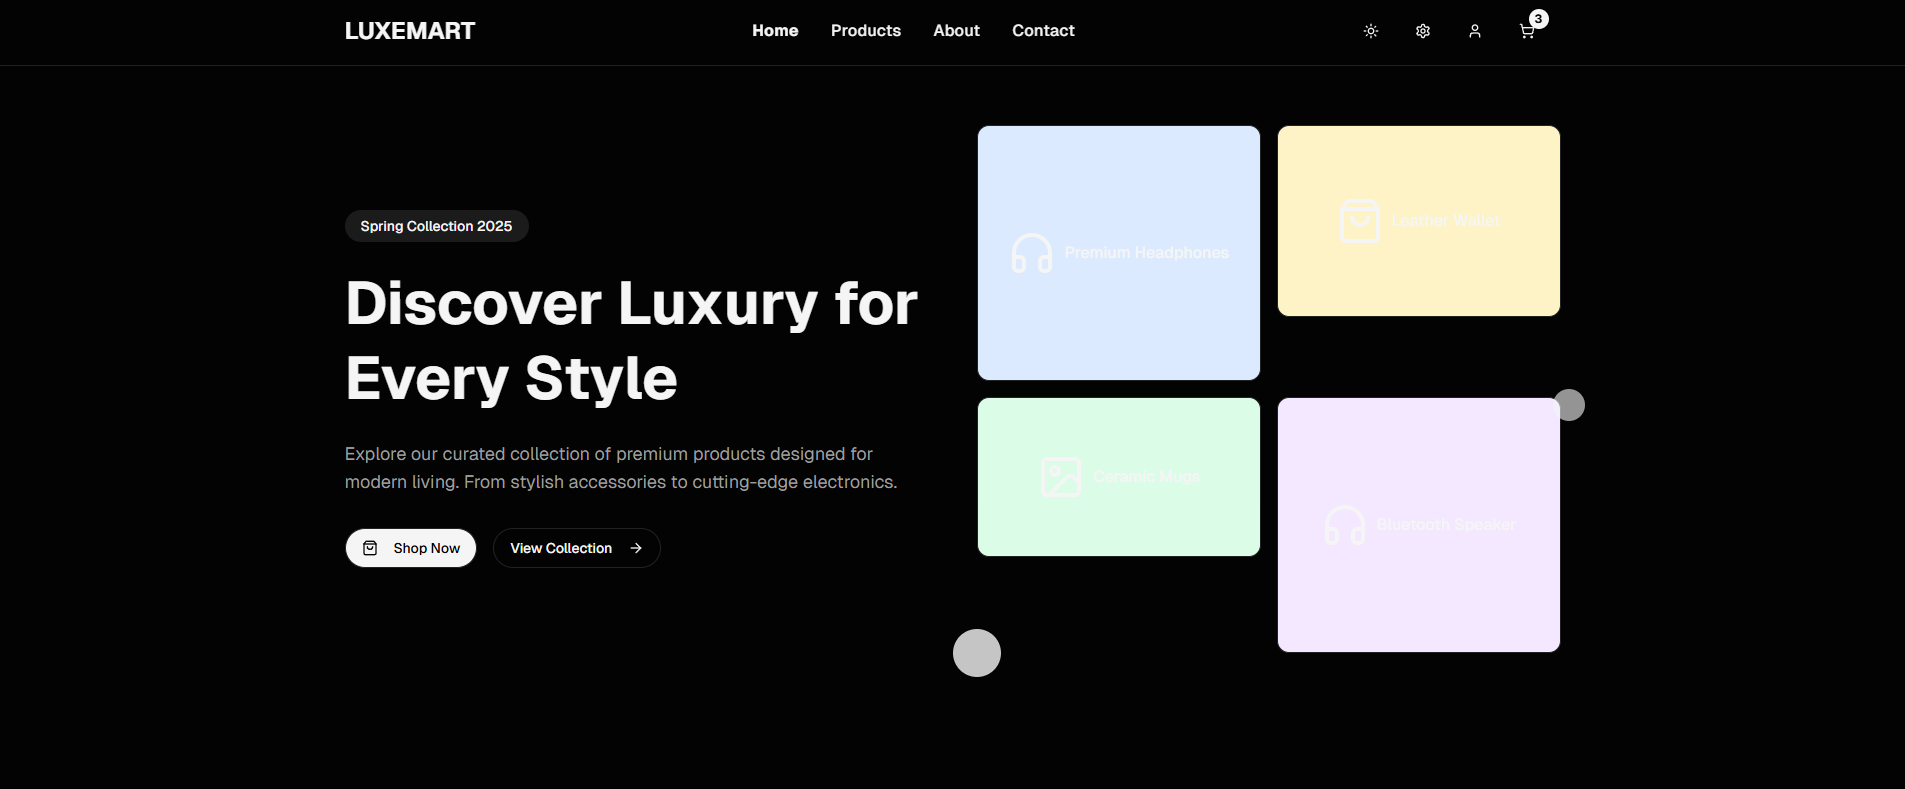 LUXEMART
Home
Products
About
Contact
3
Spring Collection 2025
Discover Luxury for
Every Style
Explore our curated collection of premium products designed for
modern living. From stylish accessories to cutting-edge electronics.
Shop Now
View Collection
Premium Headphones
Leather Wallet
Ceramic Mugs
Bluetooth Speaker